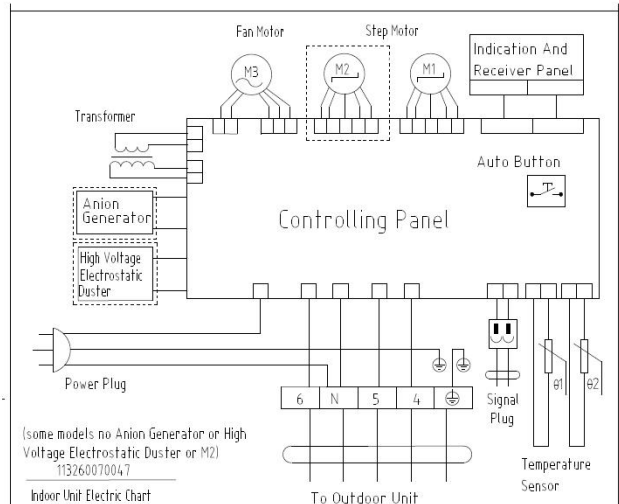 Fan Motor
Step Motor
M3
M2
M1
Indication And
Receiver Panel
Transformer
Auto Button
Anion
Generator
Controlling Panel
High Voltage
Electrostatic
Duster
Power Plug
6 N 5 4
Signal
Plug
θ1
θ2
Temperature
Sensor
(some models no Anion Generator or High
Voltage Electrostatic Duster or M2)
113260070047
Indoor Unit Electric Chart
To Outdoor Unit